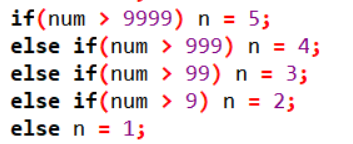 if(num > 9999) n = 5;
else if(num > 999) n = 4;
else if(num > 99) n = 3;
else if(num > 9) n = 2;
else n = 1;